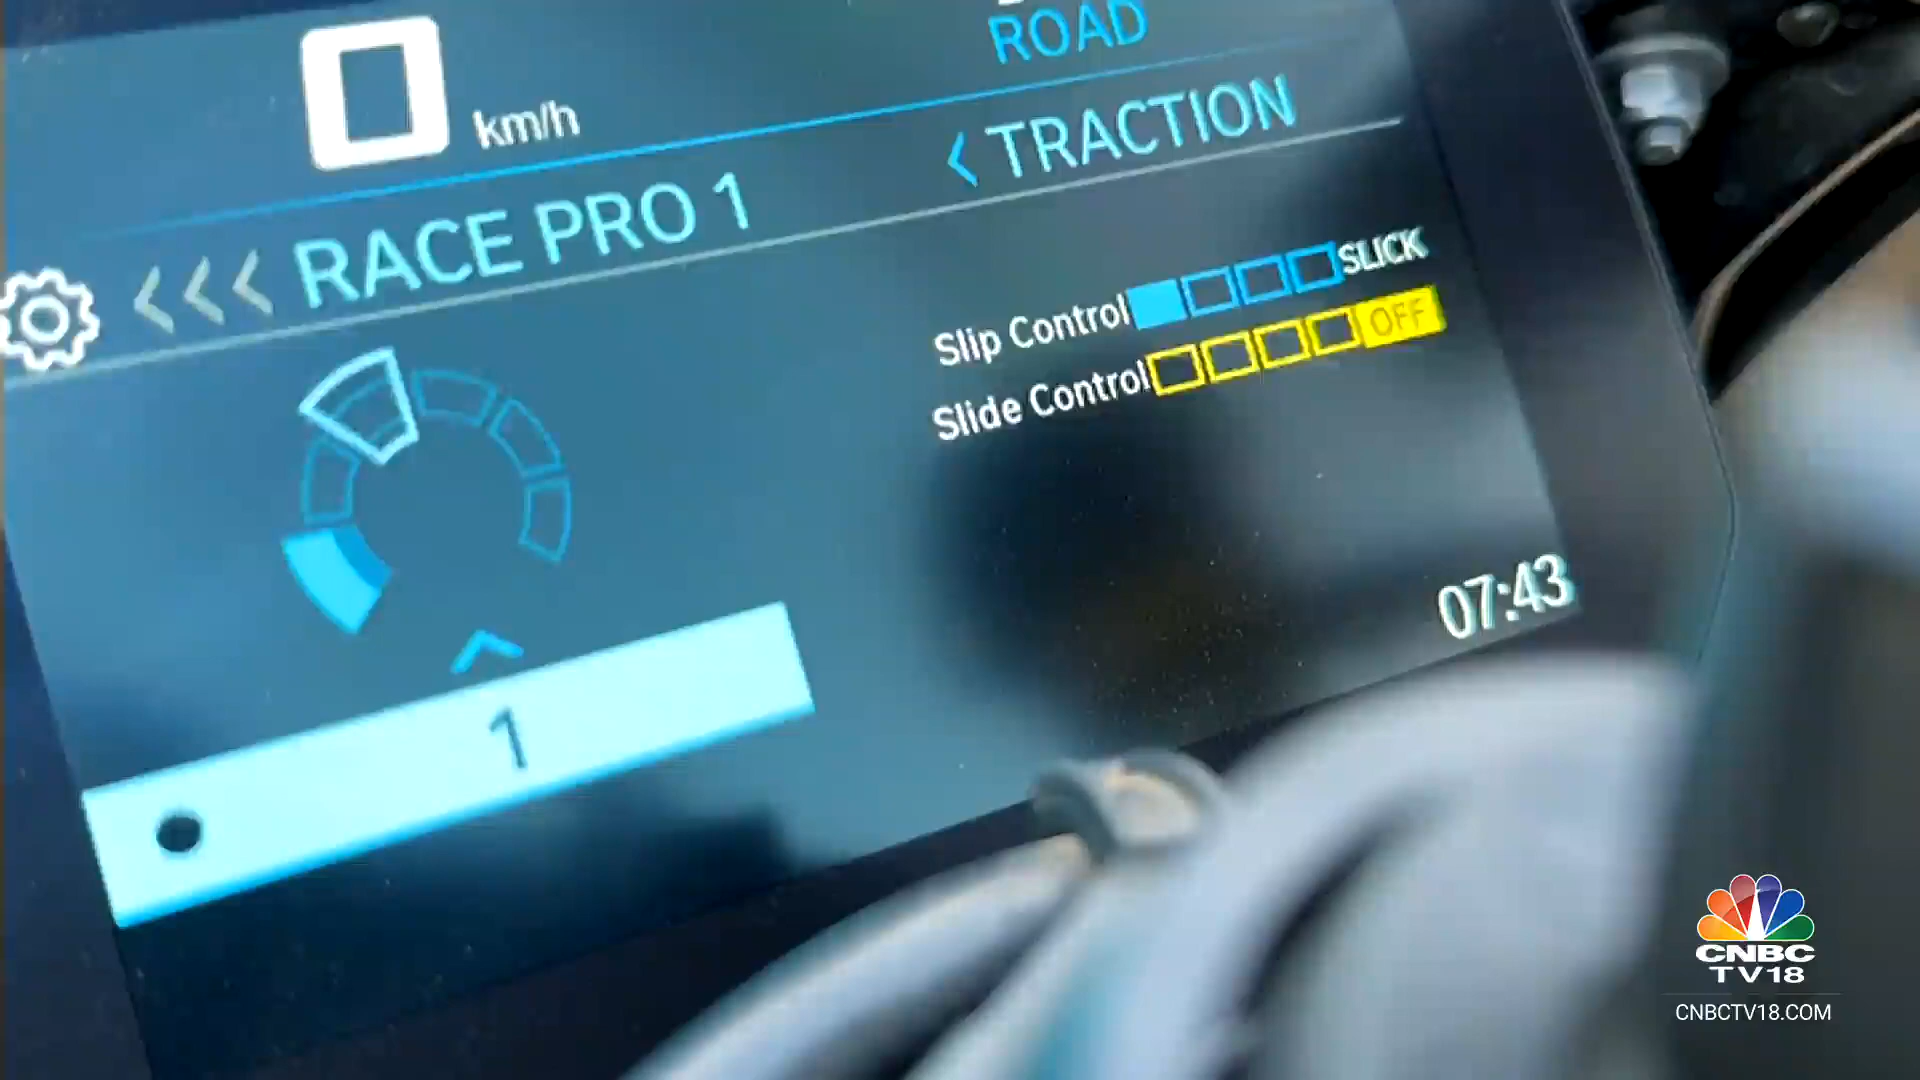 0 km/h
ROAD
RACE PRO 1
TRACTION
Slip Control SLICK
Slide Control OFF
1
07:43
CNBC
TV18
CNBCTV18.COM